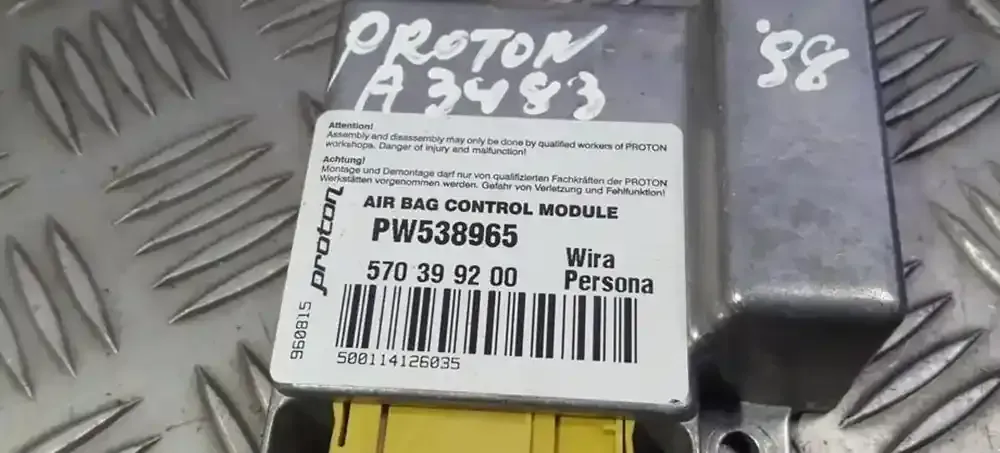 PROTON
A3483
'98
Attention!
Assembly and disassembly may only be done by qualified workers of PROTON
workshops. Danger of injury and malfunction!
Achtung!
Montage und Demontage darf nur von qualifizierten Fachkräften der PROTON
Werkstätten vorgenommen werden. Gefahr von Verletzung und Fehlfunktion!
proton
AIR BAG CONTROL MODULE
PW538965
570 39 92 00
Wira
Persona
960815
500114126035